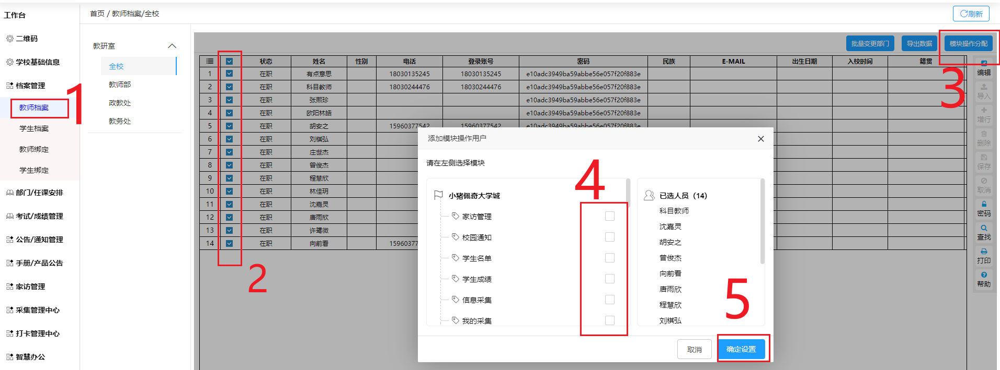 工作台
首页 / 教师档案/全校
刷新
二维码
学校基础信息
档案管理
教师档案
学生档案
教师绑定
学生绑定
部门/任课安排
考试/成绩管理
公告/通知管理
手册/产品公告
家访管理
采集管理中心
打卡管理中心
智慧办公
1
教研室
全校
教师部
政教处
教务处
批量变更部门 导出数据 模块操作分配
状态 姓名 性别 电话 登录账号 密码 民族 E-MAIL 出生日期 入校时间 籍贯
1 在职 有点意思 18030135245 18030135245 e10adc3949ba59abbe56e057f20f883e
2 在职 科目教师 18030244476 18030244476 e10adc3949ba59abbe56e057f20f883e
3 在职 张熙珍 e10adc3949ba59abbe56e057f20f883e
4 在职 欧阳林皓 e10adc3949ba59abbe56e057f20f883e
5 在职 胡安之 15960377542 15960377542 e10adc3949ba59abbe56e057f20f883e
6 在职 刘棋弘
7 在职 庄世杰
8 在职 曾俊杰
9 在职 程慧欣
10 在职 林佳玥
11 在职 沈嘉灵
12 在职 唐雨欣
13 在职 许鹭微
14 在职 向前看 15960377
2
3
编辑
导入
增行
删除
保存
取消
密码
查找
打印
帮助
添加模块操作用户
请在左侧选择模块
4
小猪佩奇大学城
家访管理
校园通知
学生名单
学生成绩
信息采集
我的采集
已选人员（14）
科目教师
沈嘉灵
胡安之
曾俊杰
向前看
唐雨欣
程慧欣
刘棋弘
5
取消 确定设置